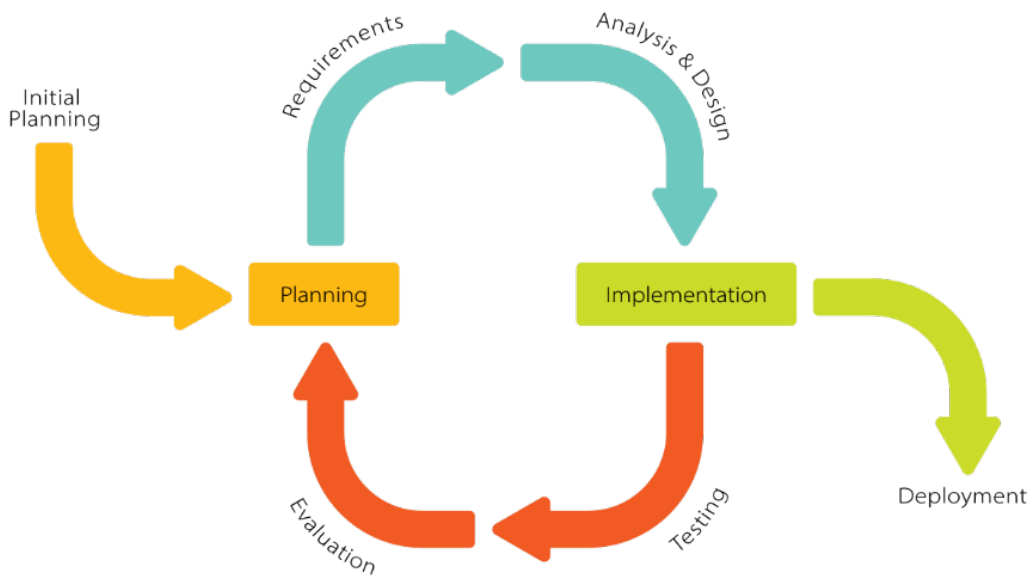 Initial
Planning
Requirements
Analysis & Design
Planning
Implementation
Evaluation
Testing
Deployment